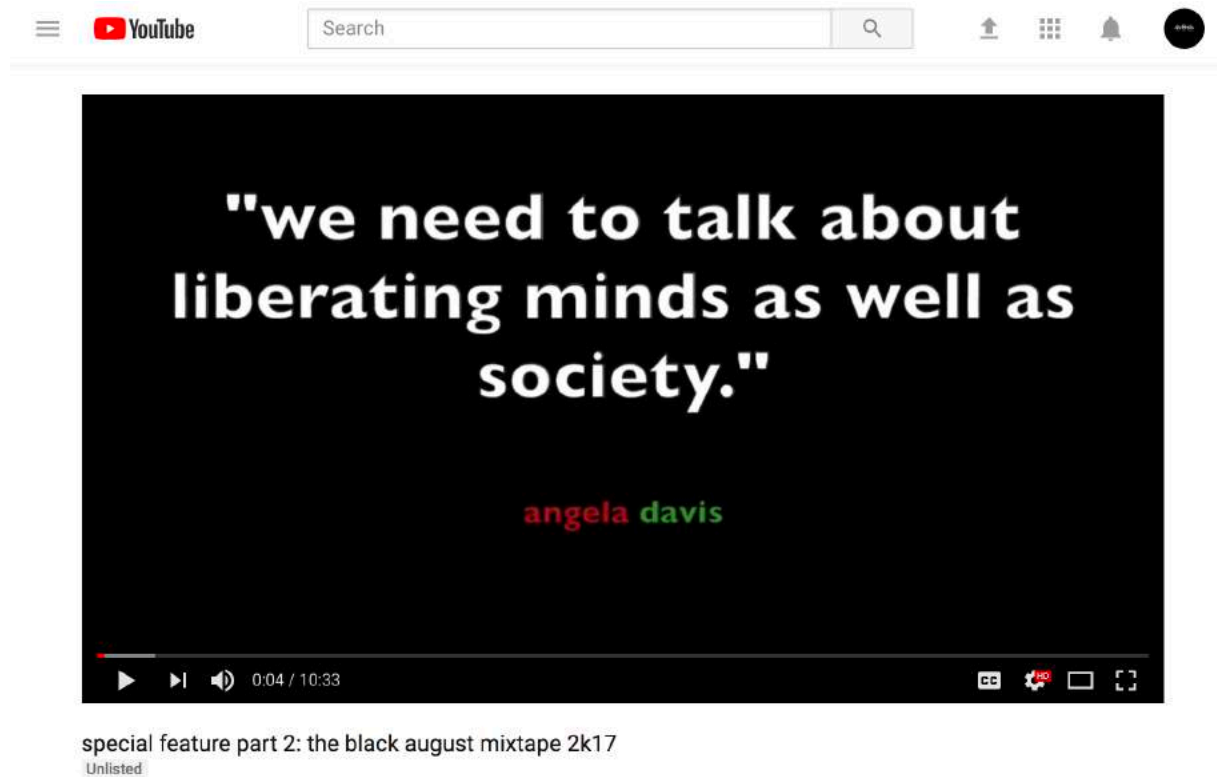 YouTube
Search
"we need to talk about
liberating minds as well as
society."
angela davis
0:04 / 10:33
CC
HD
special feature part 2: the black august mixtape 2k17
Unlisted